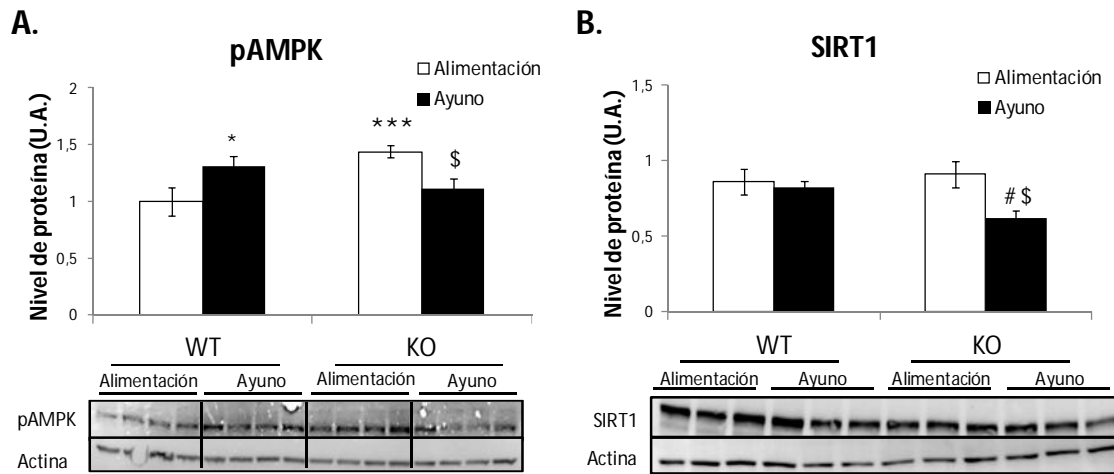 A.
pAMPK
Alimentación
Ayuno
Nivel de proteína (U.A.)
2
1,5
1
0,5
0
*
***
$
WT KO
Alimentación Ayuno Alimentación Ayuno
pAMPK
Actina
B.
SIRT1
Alimentación
Ayuno
Nivel de proteína (U.A.)
1,5
1
0,5
0
# $
WT KO
Alimentación Ayuno Alimentación Ayuno
SIRT1
Actina